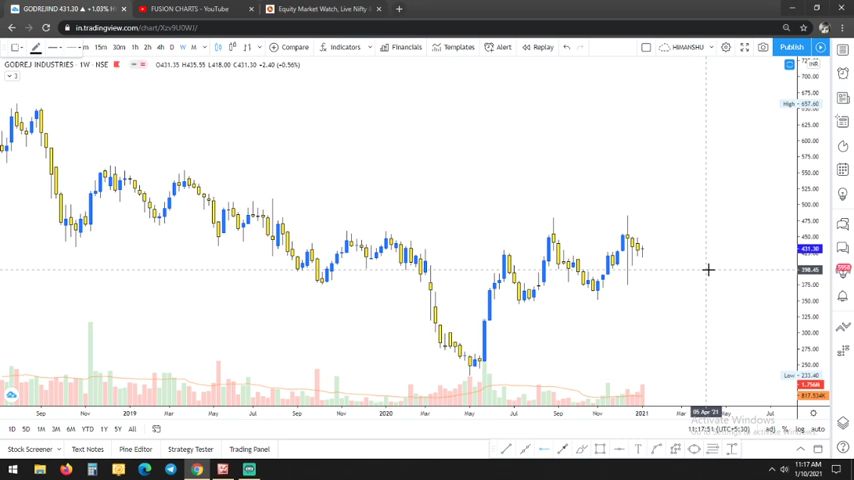 GODREJIND 431.30 ▲ +1.03%
FUSION CHARTS - YouTube
Equity Market Watch, Live Nifty
in.tradingview.com/chart/Xzv9U0WJ/
15m 30m 1h 2h 4h D W M
Compare
Indicators
Financials
Templates
Alert
Replay
HIMANSHU
Publish
GODREJ INDUSTRIES · 1W · NSE
O431.35 H435.55 L418.00 C431.30 +2.40 (+0.56%)
3
INR
700.00
675.00
High 657.60
625.00
600.00
575.00
550.00
525.00
500.00
475.00
450.00
431.30
398.45
375.00
350.00
325.00
300.00
275.00
250.00
Low 233.40
1.756M
817.534K
Sep Nov 2019 Mar May Jul Sep Nov 2020 Mar May Jul Sep Nov 2021 Mar 05 Apr '21 May Jul
Activate Windows
1D 5D 1M 3M 6M YTD 1Y 5Y All
11:17:51 (UTC+5:30)
% log auto
Stock Screener
Text Notes
Pine Editor
Strategy Tester
Trading Panel
11:17 AM
1/10/2021